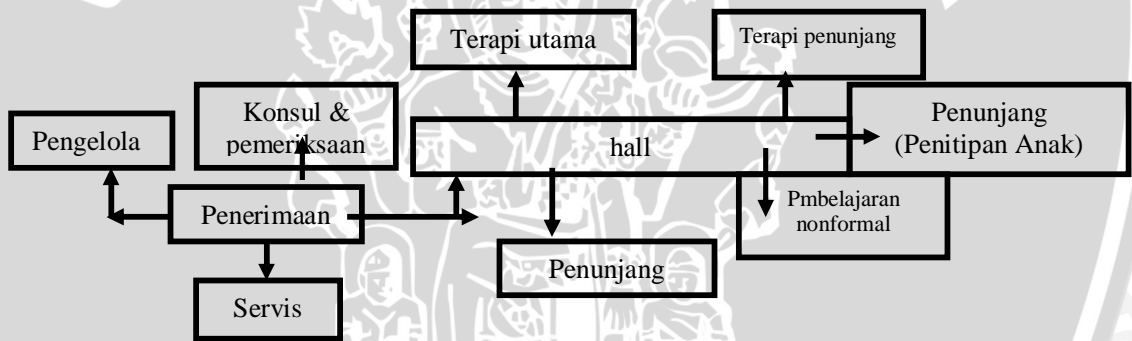 Terapi utama
Terapi penunjang
Konsul &
pemeriksaan
Pengelola
hall
Penunjang
(Penitipan Anak)
Penerimaan
Pmbelajaran
nonformal
Penunjang
Servis